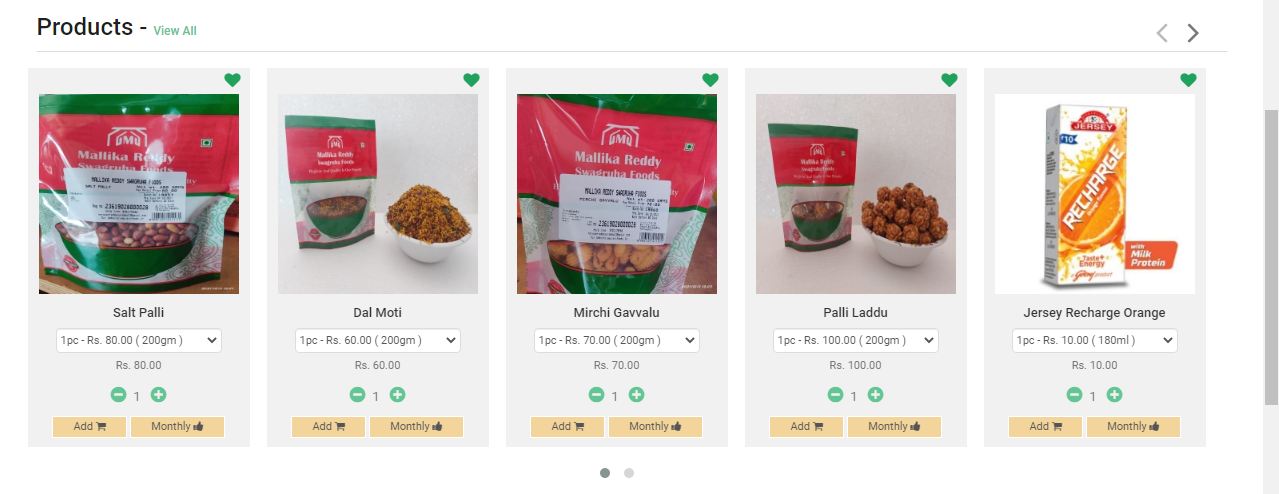 Products - View All
Mallika Reddy
Swagruha Foods
MALLIKA REDDY SWAGRUHA FOODS
SALT PALLI
Mallika Reddy
Swagruha Foods
Mallika Reddy
Swagruha Foods
MALLIKA REDDY SWAGRUHA FOODS
MIRCHI GAVVALU
Mallika Reddy
Swagruha Foods
JERSEY
₹10
RECHARGE
Taste+
Energy
Godrej product
with
Milk
Protein
Salt Palli
Dal Moti
Mirchi Gavvalu
Palli Laddu
Jersey Recharge Orange
1pc - Rs. 80.00 ( 200gm )
1pc - Rs. 60.00 ( 200gm )
1pc - Rs. 70.00 ( 200gm )
1pc - Rs. 100.00 ( 200gm )
1pc - Rs. 10.00 ( 180ml )
Rs. 80.00
Rs. 60.00
Rs. 70.00
Rs. 100.00
Rs. 10.00
1
1
1
1
1
Add Monthly
Add Monthly
Add Monthly
Add Monthly
Add Monthly